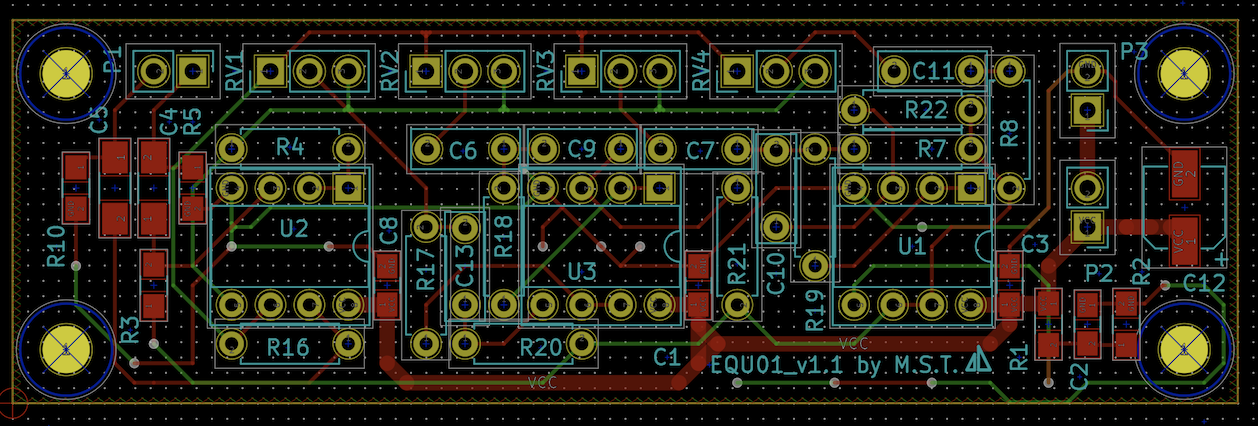 P1
RV1
RV2
RV3
RV4
C11
P3
C5
C4
R5
R22
R8
R4
C6
C9
C7
R7
GND
U2
C8
R18
U1
C3
R10
R17
C13
U3
R21
C10
VCC
P2
R2
C12
R19
R3
R16
R20
C1
VCC
EQU01_v1.1 by M.S.T.
R1
C2
VCC